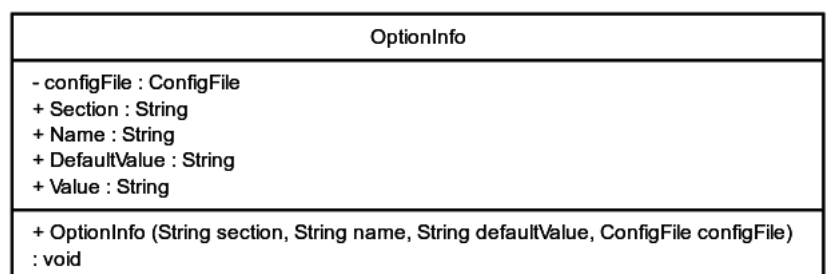 OptionInfo
- configFile : ConfigFile
+ Section : String
+ Name : String
+ DefaultValue : String
+ Value : String
+ OptionInfo (String section, String name, String defaultValue, ConfigFile configFile)
: void